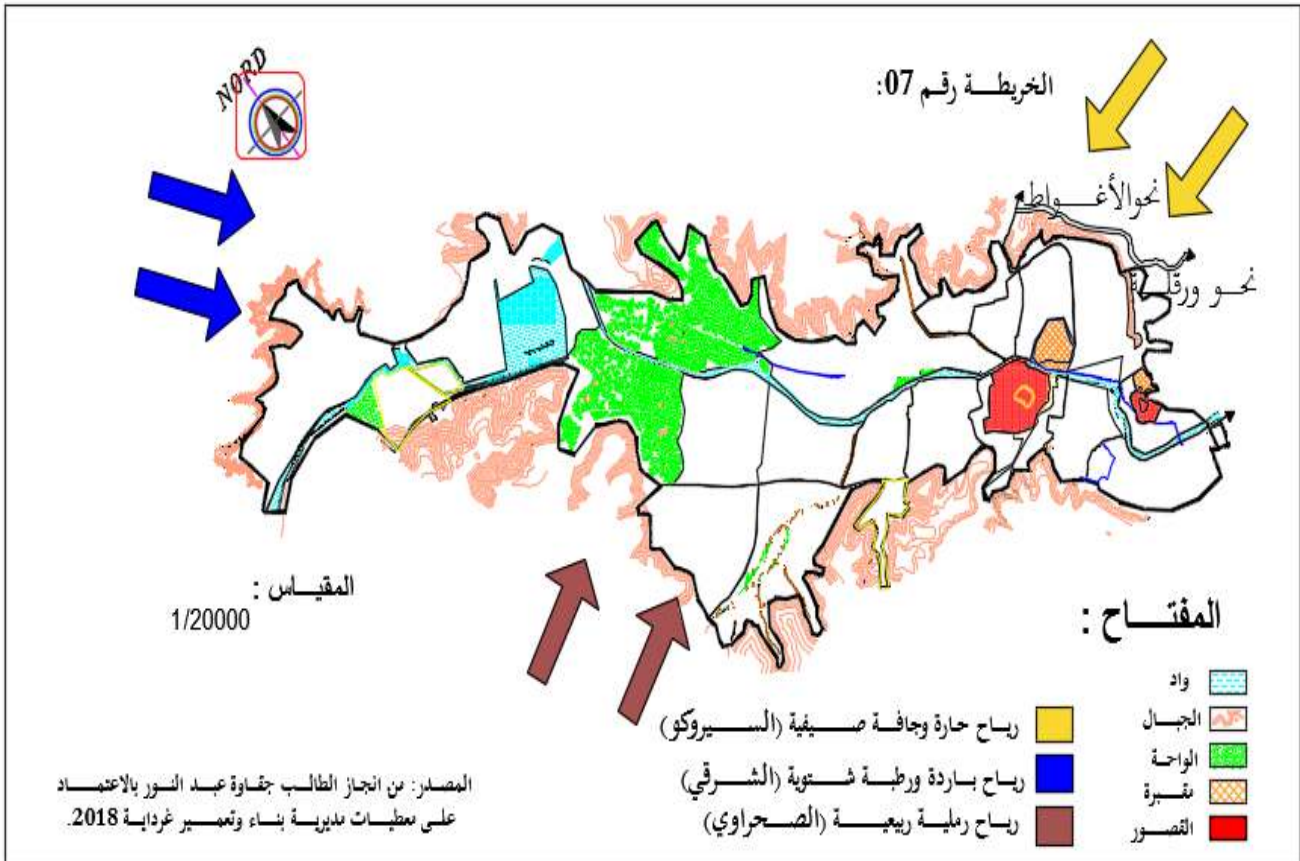 NORD
الخريطة رقم 07:
نحو الأغواط
نحو ورقلة
المقياس :
1/20000
المفتاح :
واد
الجبال
الواحة
مقبرة
القصور
رياح حارة وجافة صيفية (السيروكو)
رياح باردة ورطبة شتوية (الشرقي)
رياح رملية ربيعية (الصحراوي)
المصدر: من انجاز الطالب جقاوة عبد النور بالاعتماد
على معطيات مديرية بناء وتعمير غرداية 2018.